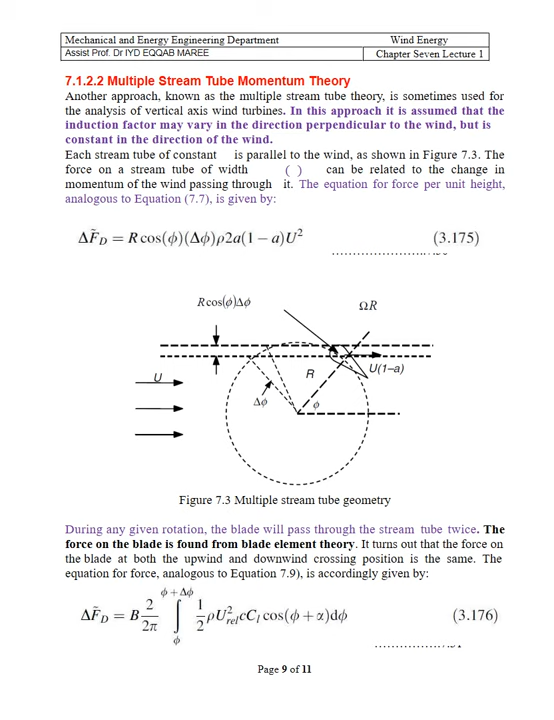 Mechanical and Energy Engineering Department Wind Energy
Assist Prof. Dr IYD EQQAB MAREE Chapter Seven Lecture 1
7.1.2.2 Multiple Stream Tube Momentum Theory
Another approach, known as the multiple stream tube theory, is sometimes used for
the analysis of vertical axis wind turbines. In this approach it is assumed that the
induction factor may vary in the direction perpendicular to the wind, but is
constant in the direction of the wind.
Each stream tube of constant is parallel to the wind, as shown in Figure 7.3. The
force on a stream tube of width ( ) can be related to the change in
momentum of the wind passing through it. The equation for force per unit height,
analogous to Equation (7.7), is given by:
ΔF̃_D = R cos(ϕ)(Δϕ)ρ2a(1 − a)U² (3.175)
R cos(ϕ)Δϕ ΩR
U R U(1–a)
Δϕ ϕ
Figure 7.3 Multiple stream tube geometry
During any given rotation, the blade will pass through the stream tube twice. The
force on the blade is found from blade element theory. It turns out that the force on
the blade at both the upwind and downwind crossing position is the same. The
equation for force, analogous to Equation 7.9), is accordingly given by:
ΔF̃_D = B 2/2π ∫_ϕ^{ϕ+Δϕ} 1/2 ρU²_rel cC_l cos(ϕ + α)dϕ (3.176)
Page 9 of 11